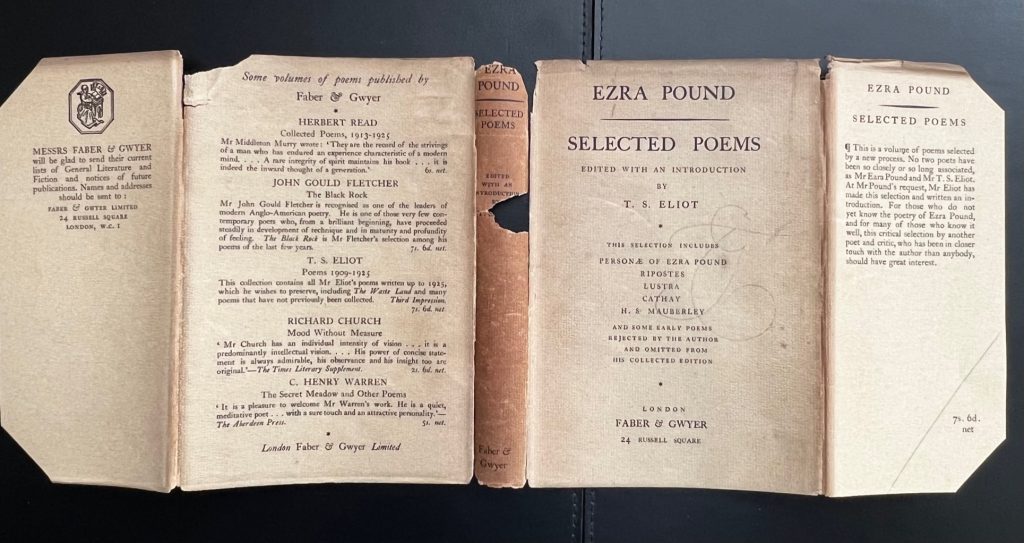 MESSRS FABER & GWYER
will be glad to send their current
lists of General Literature and
Fiction and notices of future
publications. Names and addresses
should be sent to :
FABER & GWYER LIMITED
24 RUSSELL SQUARE
LONDON, W.C. 1
Some volumes of poems published by
Faber & Gwyer
HERBERT READ
Collected Poems, 1913-1925
Mr Middleton Murry wrote: 'They are the record of the strivings
of a man who has endured an experience characteristic of a modern
mind. . . . A rare integrity of spirit maintains his book . . . it is
indeed the inward thought of a generation.' 6s. net.
JOHN GOULD FLETCHER
The Black Rock
Mr John Gould Fletcher is recognised as one of the leaders of
modern Anglo-American poetry. He is one of those very few con-
temporary poets who, from a brilliant beginning, have proceeded
steadily in development of technique and in maturity and profundity
of feeling. The Black Rock is Mr Fletcher's selection among his
poems of the last few years. 7s. 6d. net.
T. S. ELIOT
Poems 1909-1925
This collection contains all Mr Eliot's poems written up to 1925,
which he wishes to preserve, including The Waste Land and many
poems that have not previously been collected. Third Impression.
7s. 6d. net.
RICHARD CHURCH
Mood Without Measure
' Mr Church has an individual intensity of vision . . . it is a
predominantly intellectual vision. . . . His power of concise state-
ment is always admirable, his observance and his insight too are
original.'—The Times Literary Supplement. 2s. 6d. net.
C. HENRY WARREN
The Secret Meadow and Other Poems
' It is a pleasure to welcome Mr Warren's work. He is a quiet,
meditative poet . . . with a sure touch and an attractive personality.'—
The Aberdeen Press. 5s. net.
London Faber & Gwyer Limited
EZRA
POUND
SELECTED
POEMS
EDITED
WITH AN
INTRODUCTION
Faber &
Gwyer
EZRA POUND
SELECTED POEMS
EDITED WITH AN INTRODUCTION
BY
T. S. ELIOT
THIS SELECTION INCLUDES
PERSONÆ OF EZRA POUND
RIPOSTES
LUSTRA
CATHAY
H. S. MAUBERLEY
AND SOME EARLY POEMS
REJECTED BY THE AUTHOR
AND OMITTED FROM
HIS COLLECTED EDITION
LONDON
FABER & GWYER
24 RUSSELL SQUARE
EZRA POUND
SELECTED POEMS
¶ This is a volume of poems selected
by a new process. No two poets have
been so closely or so long associated,
as Mr Ezra Pound and Mr T. S. Eliot.
At Mr Pound's request, Mr Eliot has
made this selection and written an in-
troduction. For those who do not
yet know the poetry of Ezra Pound,
and for many of those who know it
well, this critical selection by another
poet and critic, who has been in closer
touch with the author than anybody,
should have great interest.
7s. 6d.
net